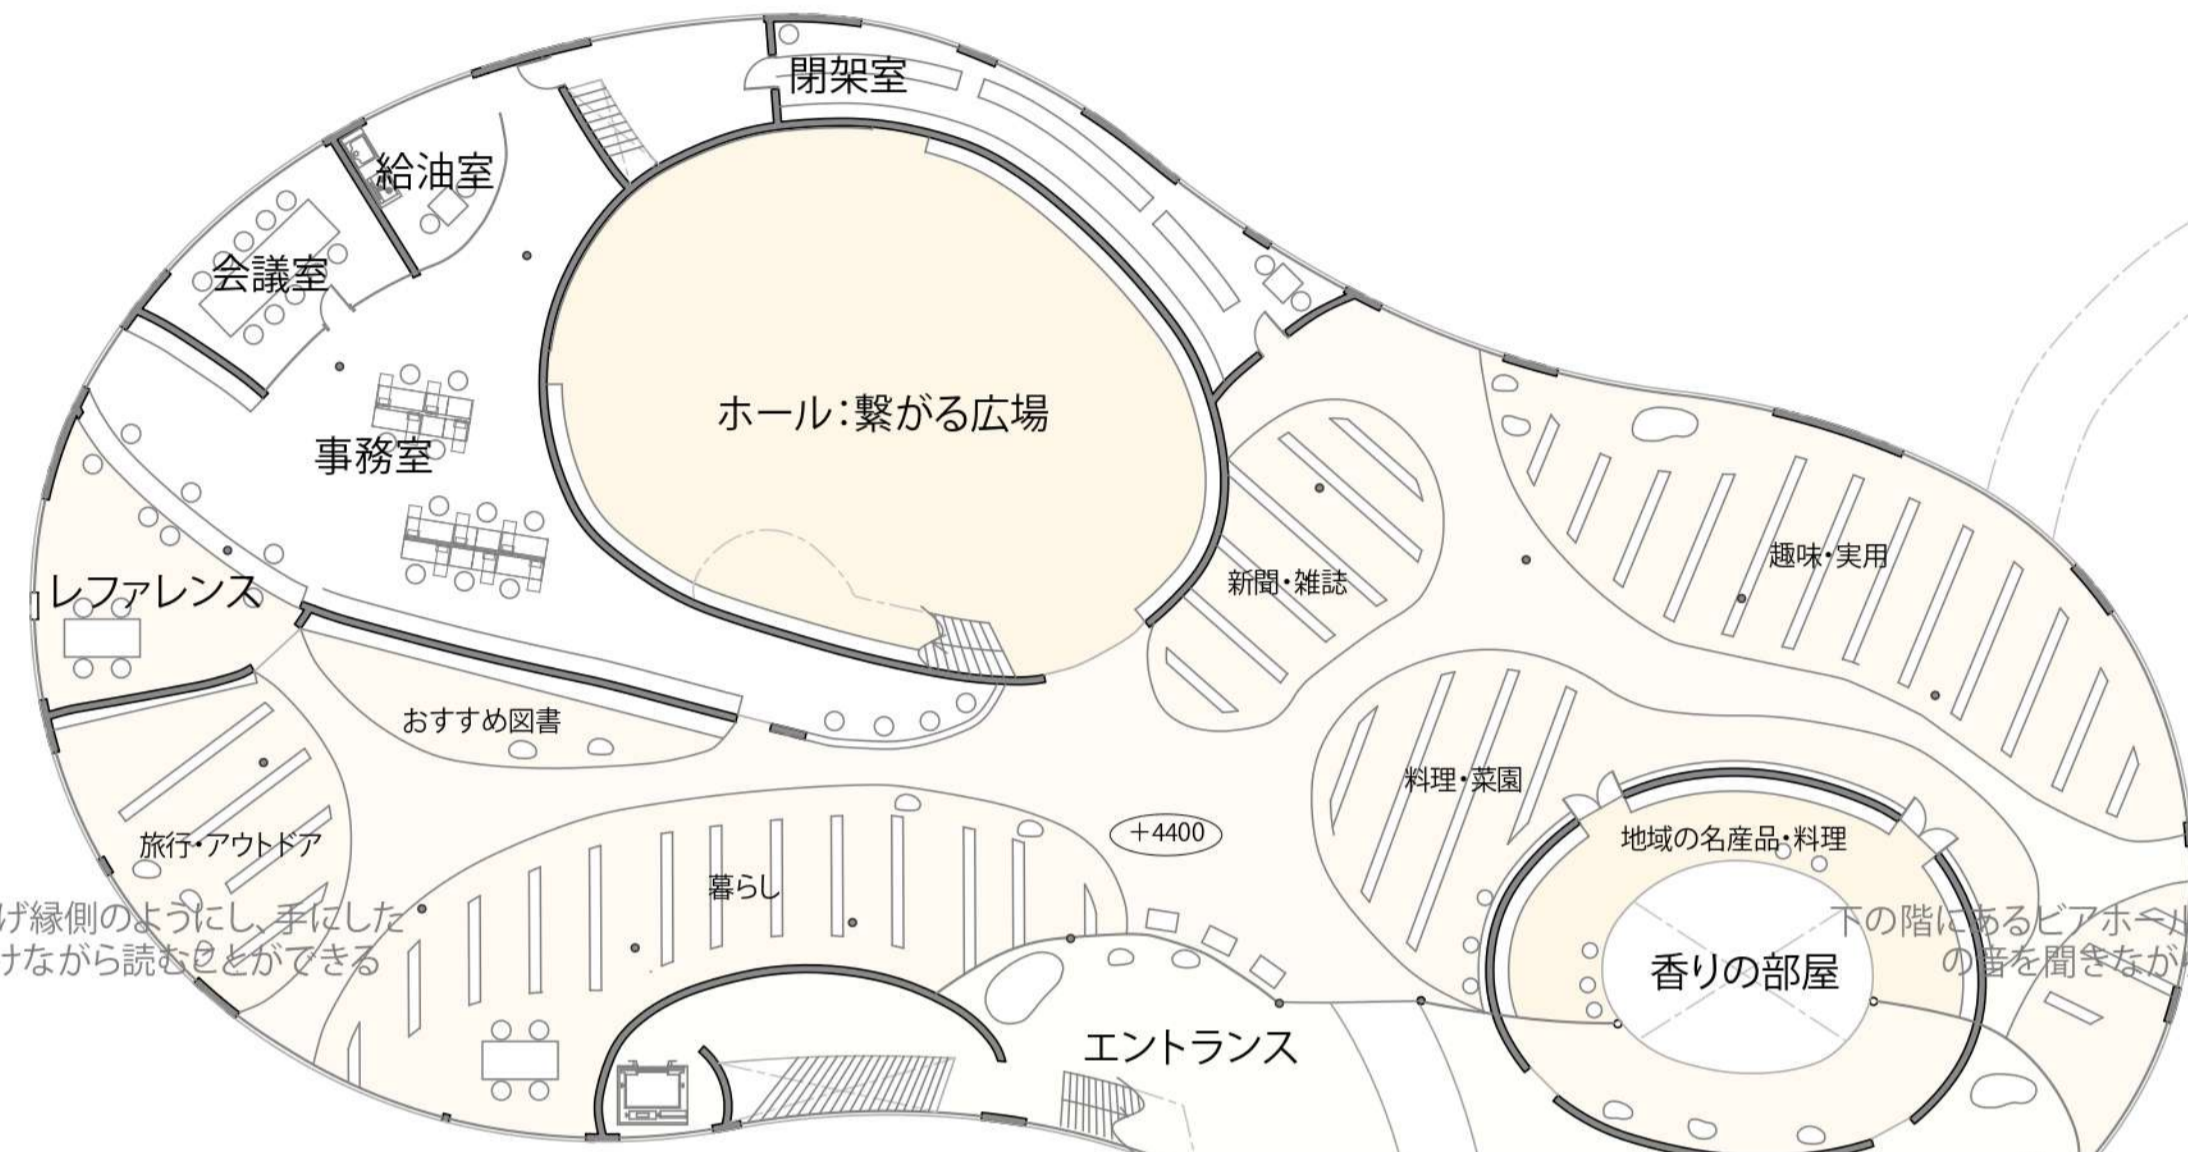 閉架室
給油室
会議室
ホール：繋がる広場
事務室
趣味・実用
新聞・雑誌
レファレンス
おすすめ図書
料理・菜園
＋4400
地域の名産品・料理
旅行・アウトドア
暮らし
げ縁側のようにし、手にした
けながら読むことができる
下の階にあるビアホール
の音を聞きなが
香りの部屋
エントランス